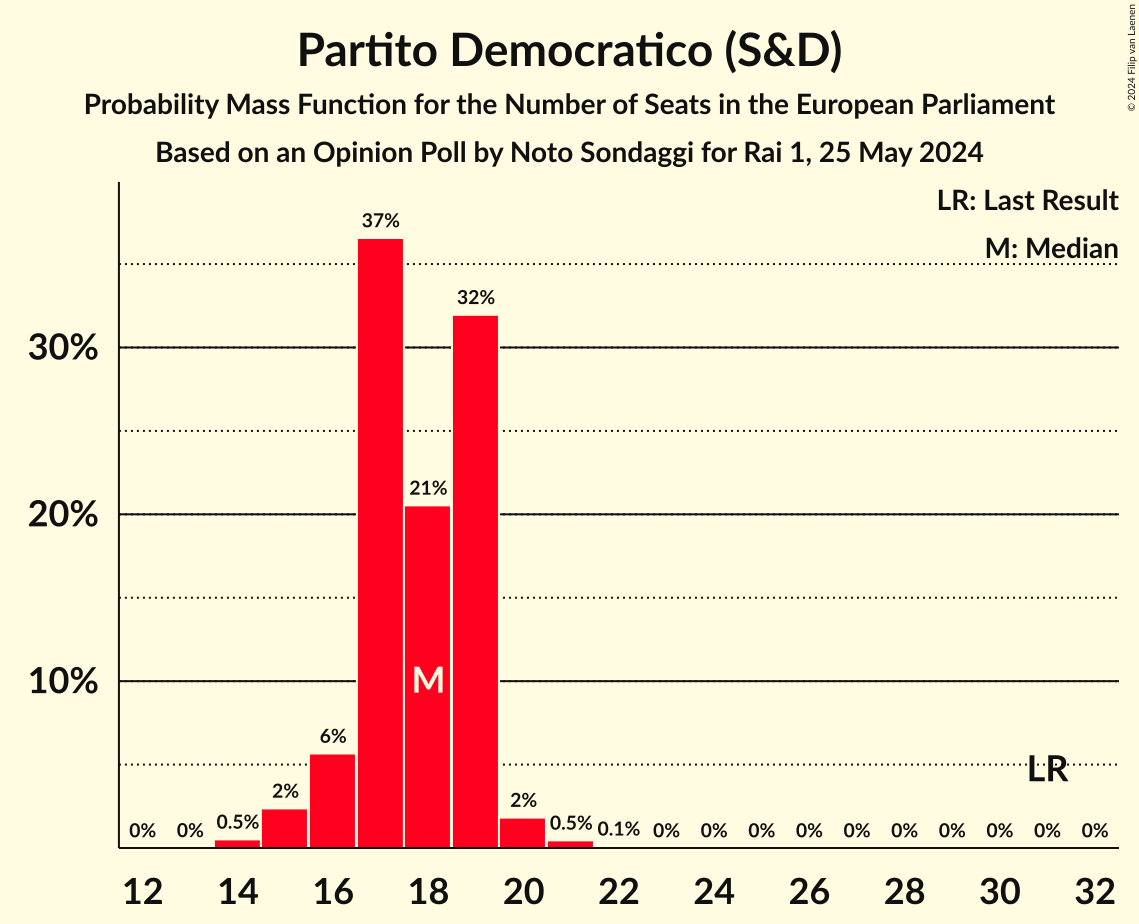 Partito Democratico (S&D)
Probability Mass Function for the Number of Seats in the European Parliament
Based on an Opinion Poll by Noto Sondaggi for Rai 1, 25 May 2024
© 2024 Filip van Laenen
LR: Last Result
M: Median
37%
32%
30%
21%
20%
10%
M
6%
LR
2%
2%
0% 0% 0.5% 0.5% 0.1% 0% 0% 0% 0% 0% 0% 0% 0% 0% 0%
12 14 16 18 20 22 24 26 28 30 32